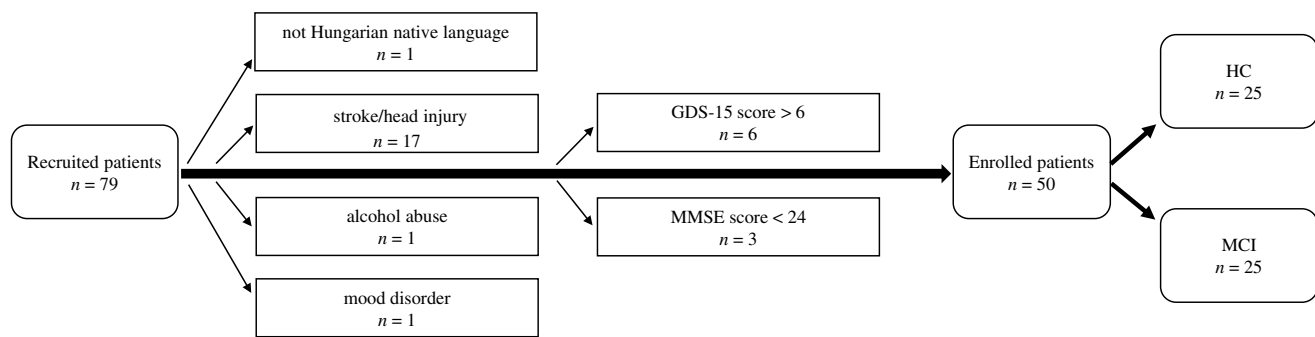 Recruited patients
n = 79
not Hungarian native language
n = 1
stroke/head injury
n = 17
alcohol abuse
n = 1
mood disorder
n = 1
GDS-15 score > 6
n = 6
MMSE score < 24
n = 3
Enrolled patients
n = 50
HC
n = 25
MCI
n = 25